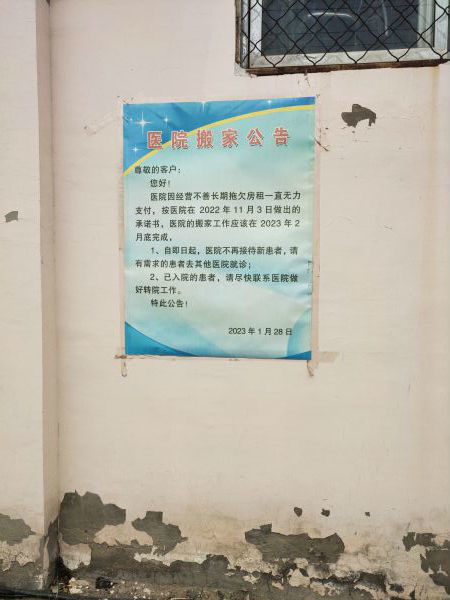 医院搬家公告
尊敬的客户：
您好！
医院因经营不善长期拖欠房租一直无力
支付，按医院在 2022 年 11 月 3 日做出的
承诺书，医院的搬家工作应该在 2023 年 2
月底完成，
1、自即日起，医院不再接待新患者，请
有需求的患者去其他医院就诊；
2、已入院的患者，请尽快联系医院做
好转院工作。
特此公告！
2023 年 1 月 28 日